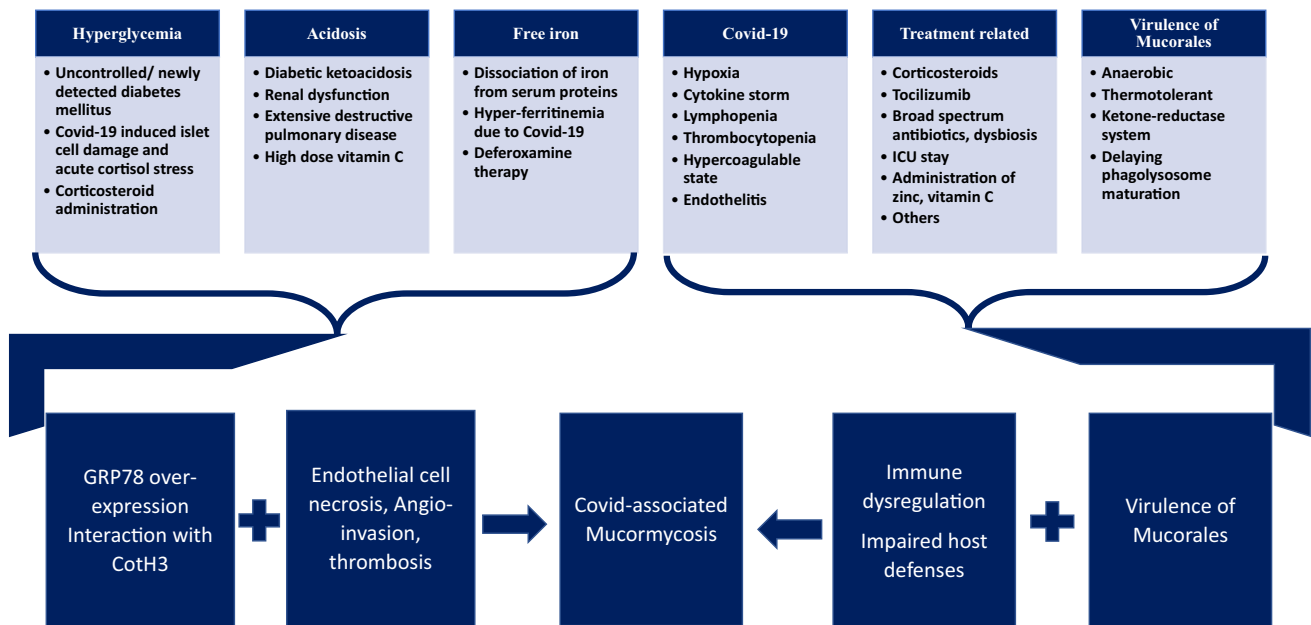 Hyperglycemia
• Uncontrolled/ newly
detected diabetes
mellitus
• Covid-19 induced islet
cell damage and
acute cortisol stress
• Corticosteroid
administration
Acidosis
• Diabetic ketoacidosis
• Renal dysfunction
• Extensive destructive
pulmonary disease
• High dose vitamin C
Free iron
• Dissociation of iron
from serum proteins
• Hyper-ferritinemia
due to Covid-19
• Deferoxamine
therapy
Covid-19
• Hypoxia
• Cytokine storm
• Lymphopenia
• Thrombocytopenia
• Hypercoagulable
state
• Endothelitis
Treatment related
• Corticosteroids
• Tocilizumab
• Broad spectrum
antibiotics, dysbiosis
• ICU stay
• Administration of
zinc, vitamin C
• Others
Virulence of
Mucorales
• Anaerobic
• Thermotolerant
• Ketone-reductase
system
• Delaying
phagolysosome
maturation
GRP78 over-
expression
Interaction with
CotH3
Endothelial cell
necrosis, Angio-
invasion,
thrombosis
Covid-associated
Mucormycosis
Immune
dysregulation
Impaired host
defenses
Virulence of
Mucorales